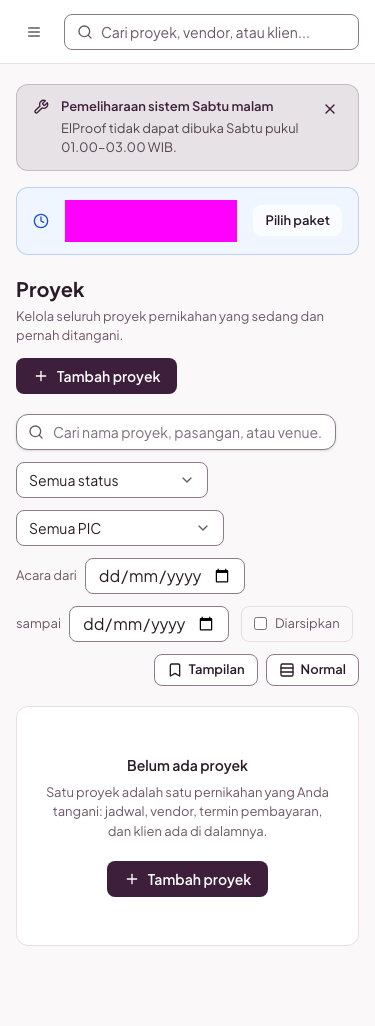 Cari proyek, vendor, atau klien...
Pemeliharaan sistem Sabtu malam
ElProof tidak dapat dibuka Sabtu pukul
01.00–03.00 WIB.
Pilih paket
Proyek
Kelola seluruh proyek pernikahan yang sedang dan
pernah ditangani.
Tambah proyek
Cari nama proyek, pasangan, atau venue.
Semua status
Semua PIC
Acara dari dd/mm/yyyy
sampai dd/mm/yyyy Diarsipkan
Tampilan Normal
Belum ada proyek
Satu proyek adalah satu pernikahan yang Anda
tangani: jadwal, vendor, termin pembayaran,
dan klien ada di dalamnya.
Tambah proyek